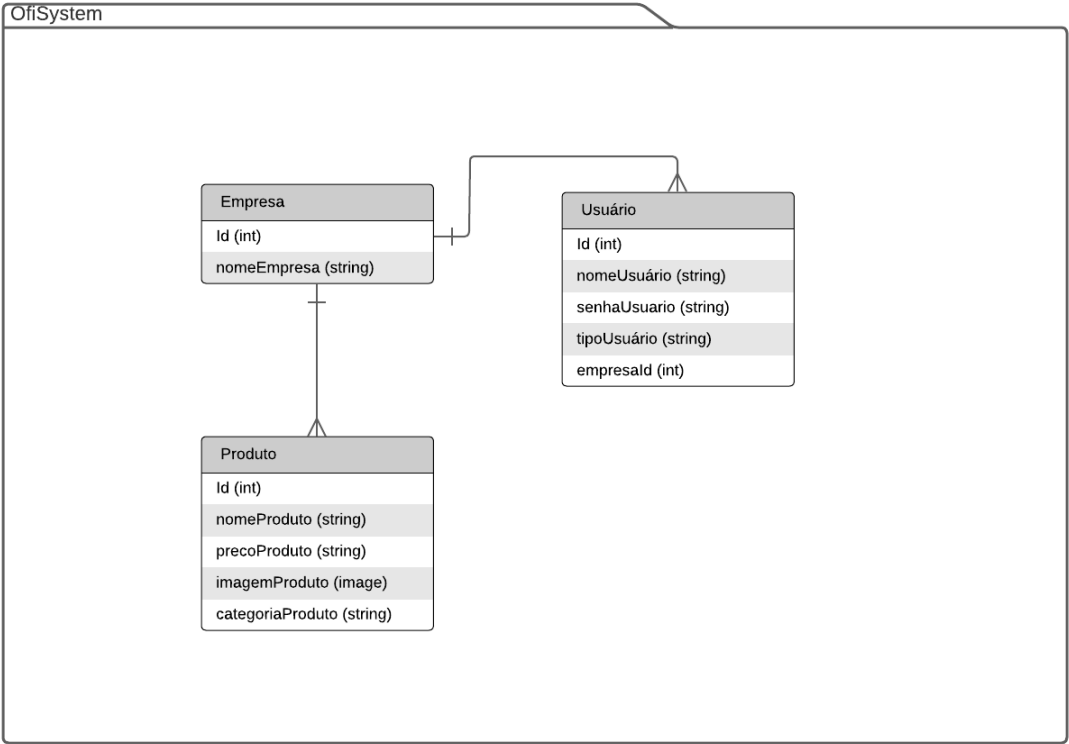 OfiSystem
Empresa
Id (int)
nomeEmpresa (string)
Usuário
Id (int)
nomeUsuário (string)
senhaUsuario (string)
tipoUsuário (string)
empresaId (int)
Produto
Id (int)
nomeProduto (string)
precoProduto (string)
imagemProduto (image)
categoriaProduto (string)